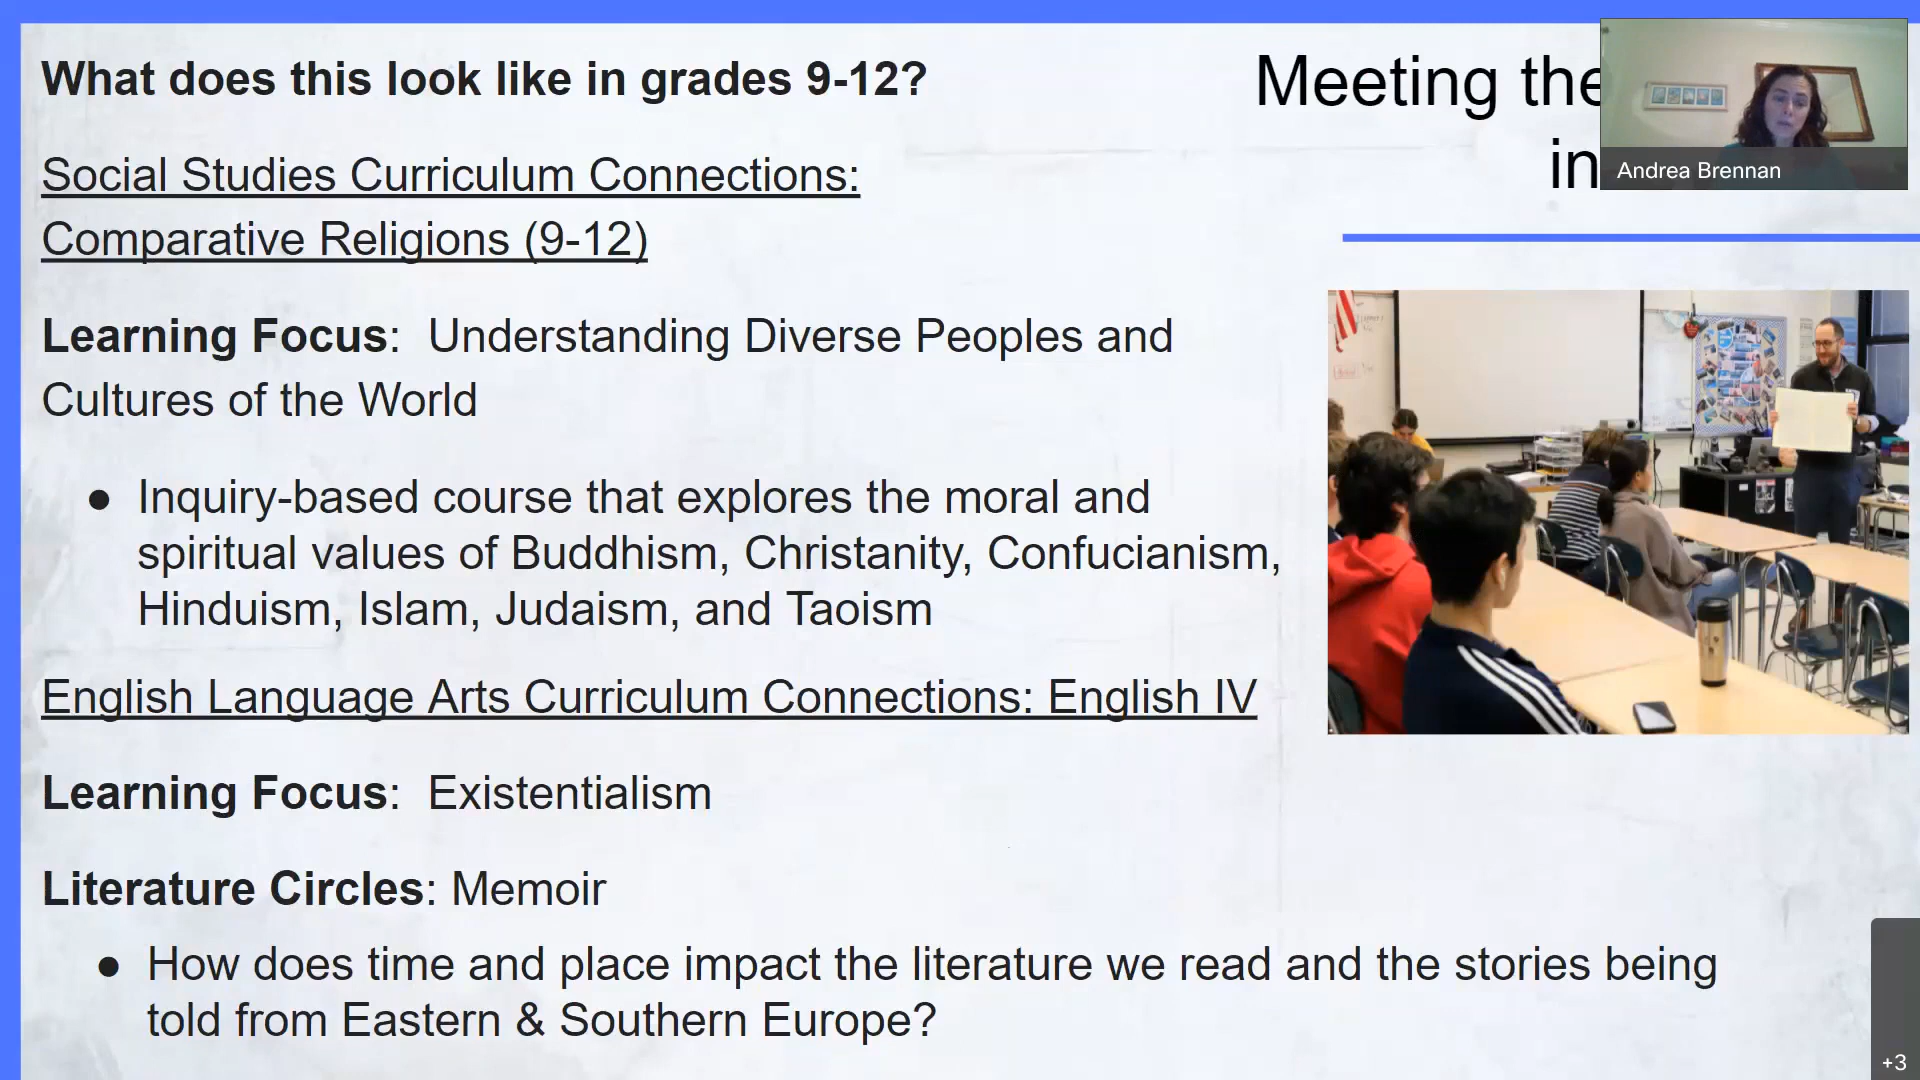 What does this look like in grades 9-12?
Social Studies Curriculum Connections:
Comparative Religions (9-12)
Learning Focus:  Understanding Diverse Peoples and
Cultures of the World
● Inquiry-based course that explores the moral and
spiritual values of Buddhism, Christanity, Confucianism,
Hinduism, Islam, Judaism, and Taoism
English Language Arts Curriculum Connections: English IV
Learning Focus:  Existentialism
Literature Circles: Memoir
● How does time and place impact the literature we read and the stories being
told from Eastern & Southern Europe?
Meeting the
in
Andrea Brennan
+3